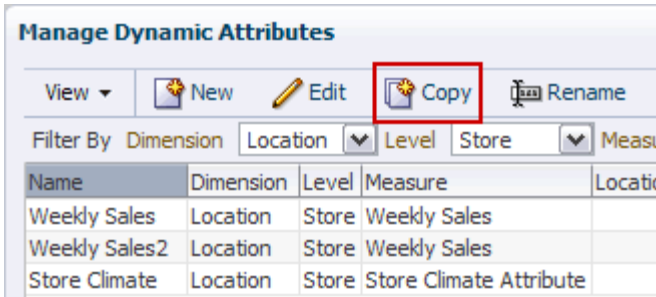 Manage Dynamic Attributes
View New Edit Copy Rename
Filter By Dimension Location Level Store
Name Dimension Level Measure
Weekly Sales Location Store Weekly Sales
Weekly Sales2 Location Store Weekly Sales
Store Climate Location Store Store Climate Attribute